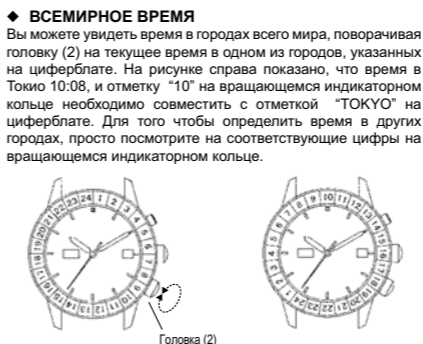 ◆ ВСЕМИРНОЕ ВРЕМЯ
Вы можете увидеть время в городах всего мира, поворачивая
головку (2) на текущее время в одном из городов, указанных
на циферблате. На рисунке справа показано, что время в
Токио 10:08, и отметку “10” на вращающемся индикаторном
кольце необходимо совместить с отметкой “TOKYO” на
циферблате. Для того чтобы определить время в других
городах, просто посмотрите на соответствующие цифры на
вращающемся индикаторном кольце.
Головка (2)